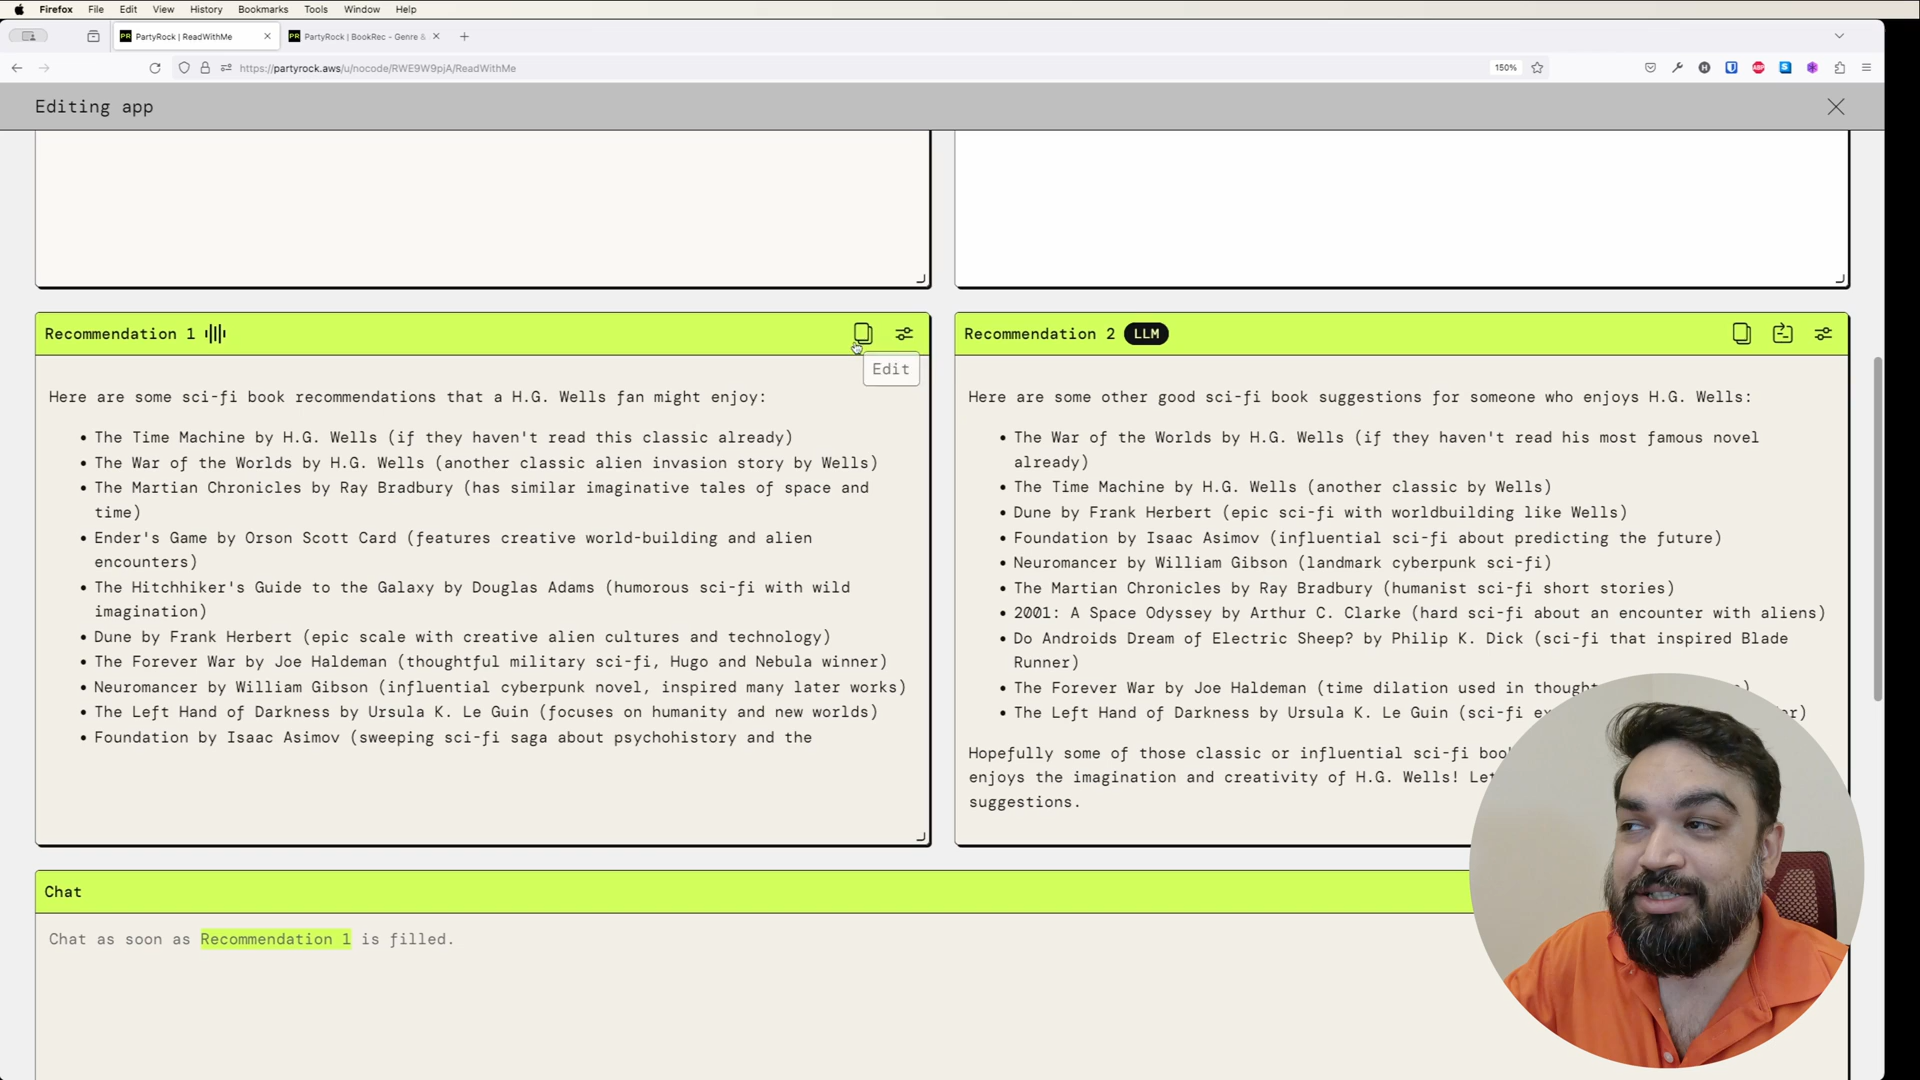 Firefox File Edit View History Bookmarks Tools Window Help
PR PartyRock | ReadWithMe
PR PartyRock | BookRec - Genre &
https://partyrock.aws/u/nocode/RWE9W9pjA/ReadWithMe
150%
Editing app
Recommendation 1
Edit
Here are some sci-fi book recommendations that a H.G. Wells fan might enjoy:
• The Time Machine by H.G. Wells (if they haven't read this classic already)
• The War of the Worlds by H.G. Wells (another classic alien invasion story by Wells)
• The Martian Chronicles by Ray Bradbury (has similar imaginative tales of space and
time)
• Ender's Game by Orson Scott Card (features creative world-building and alien
encounters)
• The Hitchhiker's Guide to the Galaxy by Douglas Adams (humorous sci-fi with wild
imagination)
• Dune by Frank Herbert (epic scale with creative alien cultures and technology)
• The Forever War by Joe Haldeman (thoughtful military sci-fi, Hugo and Nebula winner)
• Neuromancer by William Gibson (influential cyberpunk novel, inspired many later works)
• The Left Hand of Darkness by Ursula K. Le Guin (focuses on humanity and new worlds)
• Foundation by Isaac Asimov (sweeping sci-fi saga about psychohistory and the
Recommendation 2 LLM
Here are some other good sci-fi book suggestions for someone who enjoys H.G. Wells:
• The War of the Worlds by H.G. Wells (if they haven't read his most famous novel
already)
• The Time Machine by H.G. Wells (another classic by Wells)
• Dune by Frank Herbert (epic sci-fi with worldbuilding like Wells)
• Foundation by Isaac Asimov (influential sci-fi about predicting the future)
• Neuromancer by William Gibson (landmark cyberpunk sci-fi)
• The Martian Chronicles by Ray Bradbury (humanist sci-fi short stories)
• 2001: A Space Odyssey by Arthur C. Clarke (hard sci-fi about an encounter with aliens)
• Do Androids Dream of Electric Sheep? by Philip K. Dick (sci-fi that inspired Blade
Runner)
• The Forever War by Joe Haldeman (time dilation used in
• The Left Hand of Darkness by Ursula K. Le Guin (sci-fi
Hopefully some of those classic or influential sci-fi
enjoys the imagination and creativity of H.G. Wells!
suggestions.
Chat
Chat as soon as Recommendation 1 is filled.